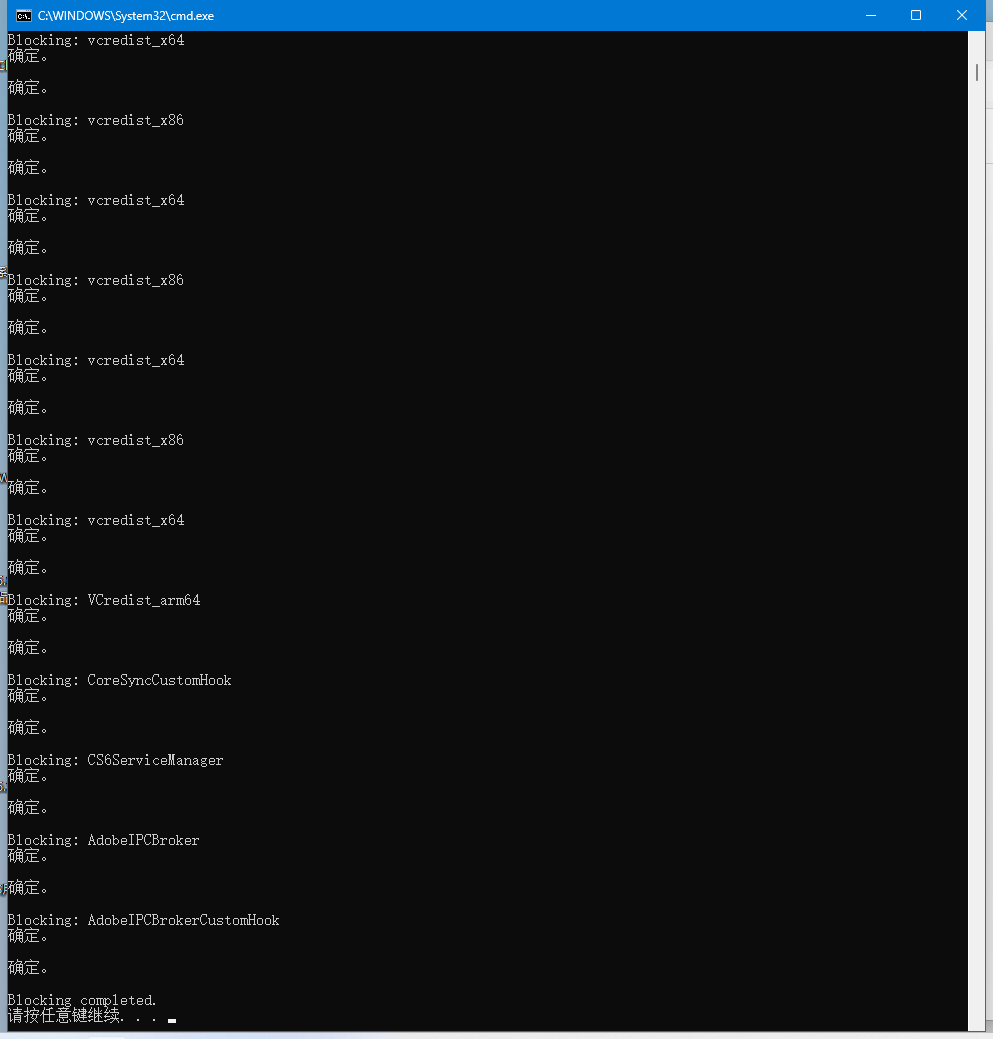 C:\WINDOWS\System32\cmd.exe
Blocking: vcredist_x64
确定。
确定。
Blocking: vcredist_x86
确定。
确定。
Blocking: vcredist_x64
确定。
确定。
Blocking: vcredist_x86
确定。
确定。
Blocking: vcredist_x64
确定。
确定。
Blocking: vcredist_x86
确定。
确定。
Blocking: vcredist_x64
确定。
确定。
Blocking: VCredist_arm64
确定。
确定。
Blocking: CoreSyncCustomHook
确定。
确定。
Blocking: CS6ServiceManager
确定。
确定。
Blocking: AdobeIPCBroker
确定。
确定。
Blocking: AdobeIPCBrokerCustomHook
确定。
确定。
Blocking completed.
请按任意键继续. . .